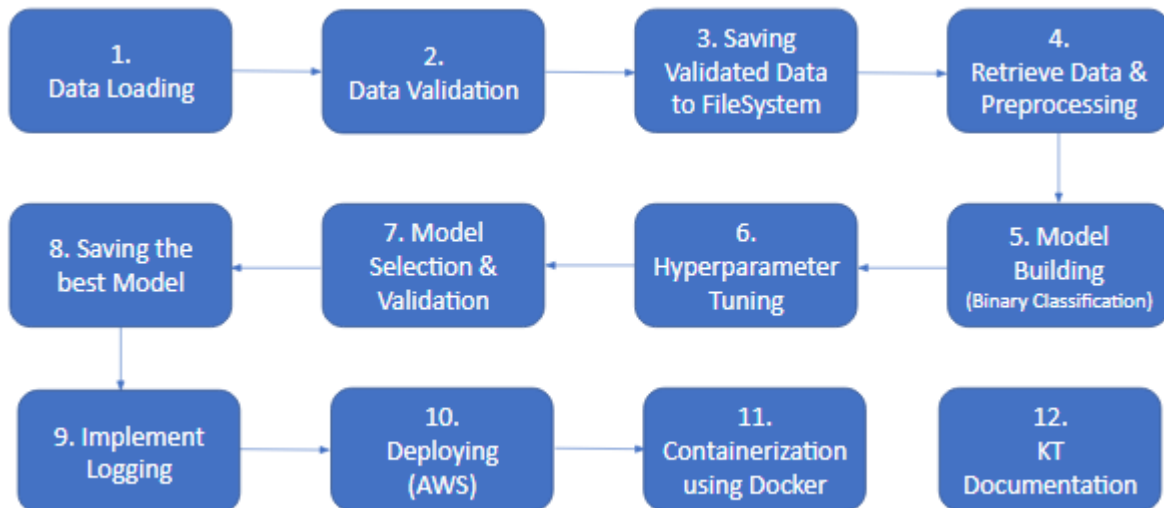 1.
Data Loading
2.
Data Validation
3. Saving
Validated Data
to FileSystem
4.
Retrieve Data &
Preprocessing
5. Model
Building
(Binary Classification)
6.
Hyperparameter
Tuning
7. Model
Selection &
Validation
8. Saving the
best Model
9. Implement
Logging
10.
Deploying
(AWS)
11.
Containerization
using Docker
12.
KT
Documentation